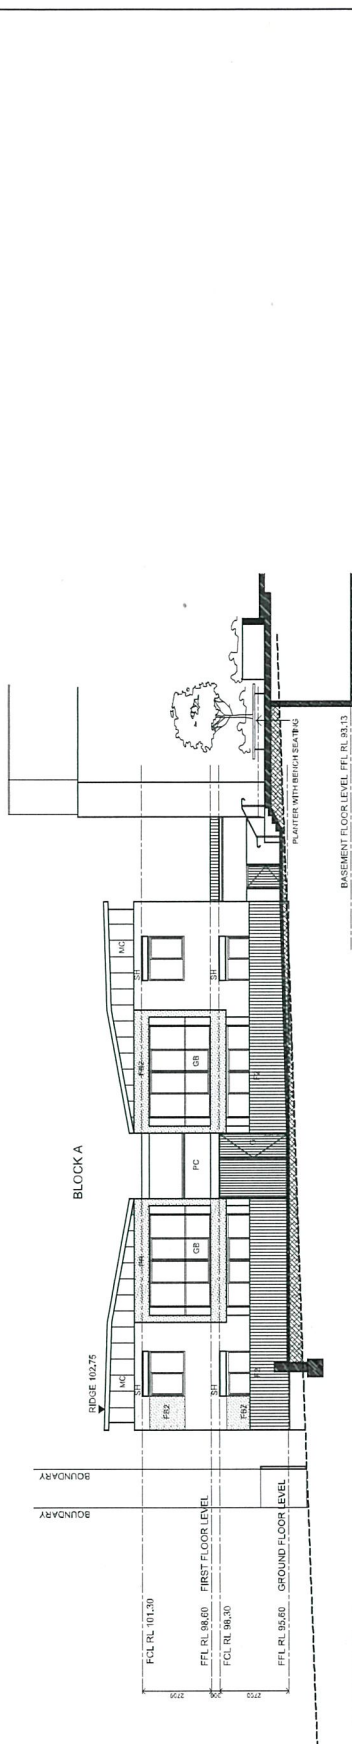 BLOCK A
RIDGE 102.75
BOUNDARY
BOUNDARY
MC
MC
SH
SH
SH
SH
FB2
FB2
FB2
GB
GB
PC
FCL RL 101.30
FFL RL 98.60 FIRST FLOOR LEVEL
FCL RL 98.30
FFL RL 95.60 GROUND FLOOR LEVEL
2700
300
2700
PLANTER WITH BENCH SEATING
BASEMENT FLOOR LEVEL FFL RL 93.13